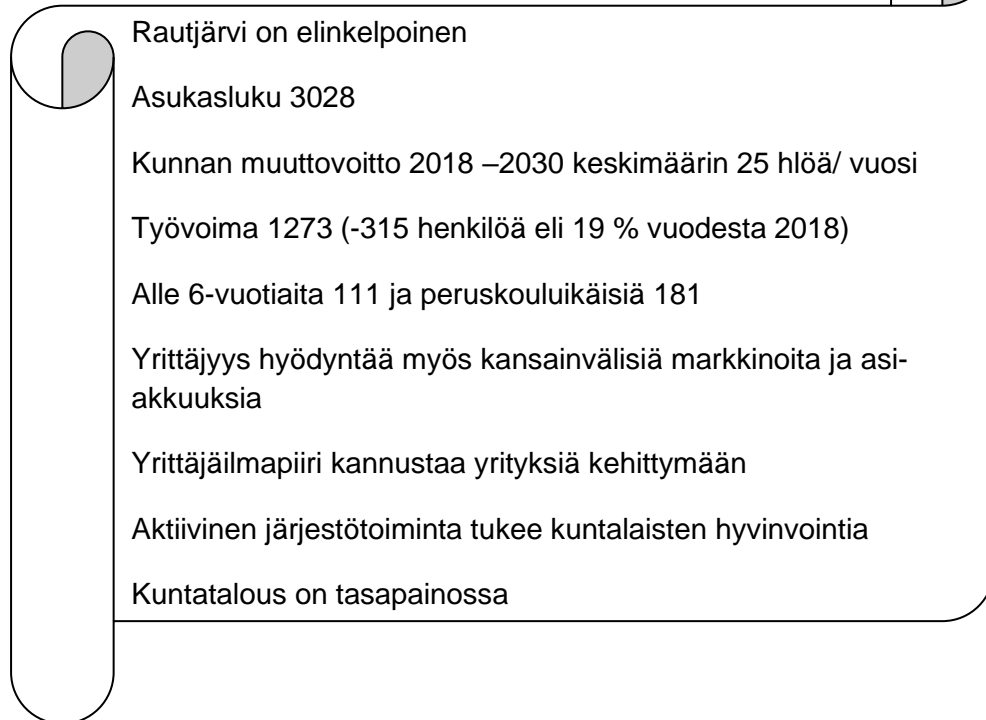 Rautjärvi on elinkelpoinen
Asukasluku 3028
Kunnan muuttovoitto 2018 –2030 keskimäärin 25 hlöä/ vuosi
Työvoima 1273 (-315 henkilöä eli 19 % vuodesta 2018)
Alle 6-vuotiaita 111 ja peruskouluikäisiä 181
Yrittäjyys hyödyntää myös kansainvälisiä markkinoita ja asi-
akkuuksia
Yrittäjäilmapiiri kannustaa yrityksiä kehittymään
Aktiivinen järjestötoiminta tukee kuntalaisten hyvinvointia
Kuntatalous on tasapainossa